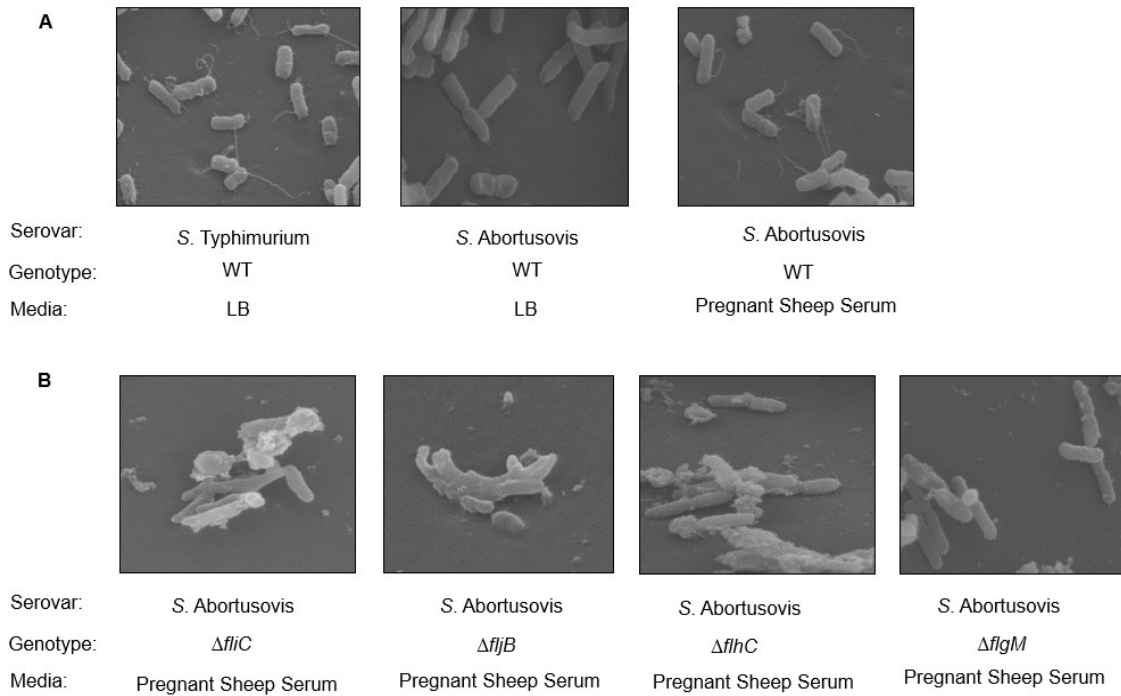 A
Serovar: S. Typhimurium S. Abortusovis S. Abortusovis
Genotype: WT WT WT
Media: LB LB Pregnant Sheep Serum
B
Serovar: S. Abortusovis S. Abortusovis S. Abortusovis S. Abortusovis
Genotype: ΔfliC ΔfljB ΔflhC ΔflgM
Media: Pregnant Sheep Serum Pregnant Sheep Serum Pregnant Sheep Serum Pregnant Sheep Serum